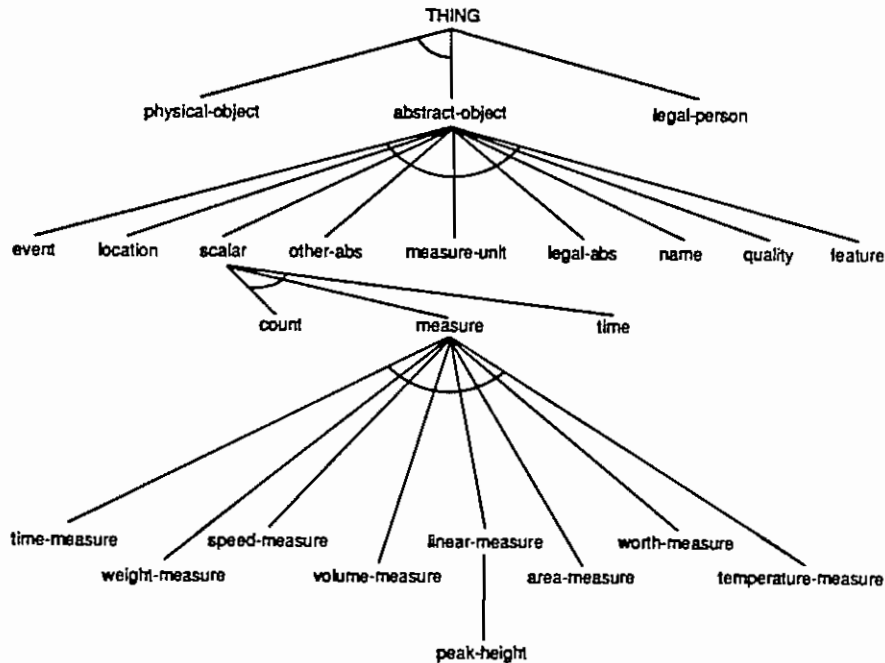 THING
physical-object abstract-object legal-person
event location scalar other-abs measure-unit legal-abs name quality feature
count measure time
time-measure speed-measure linear-measure worth-measure
weight-measure volume-measure area-measure temperature-measure
peak-height